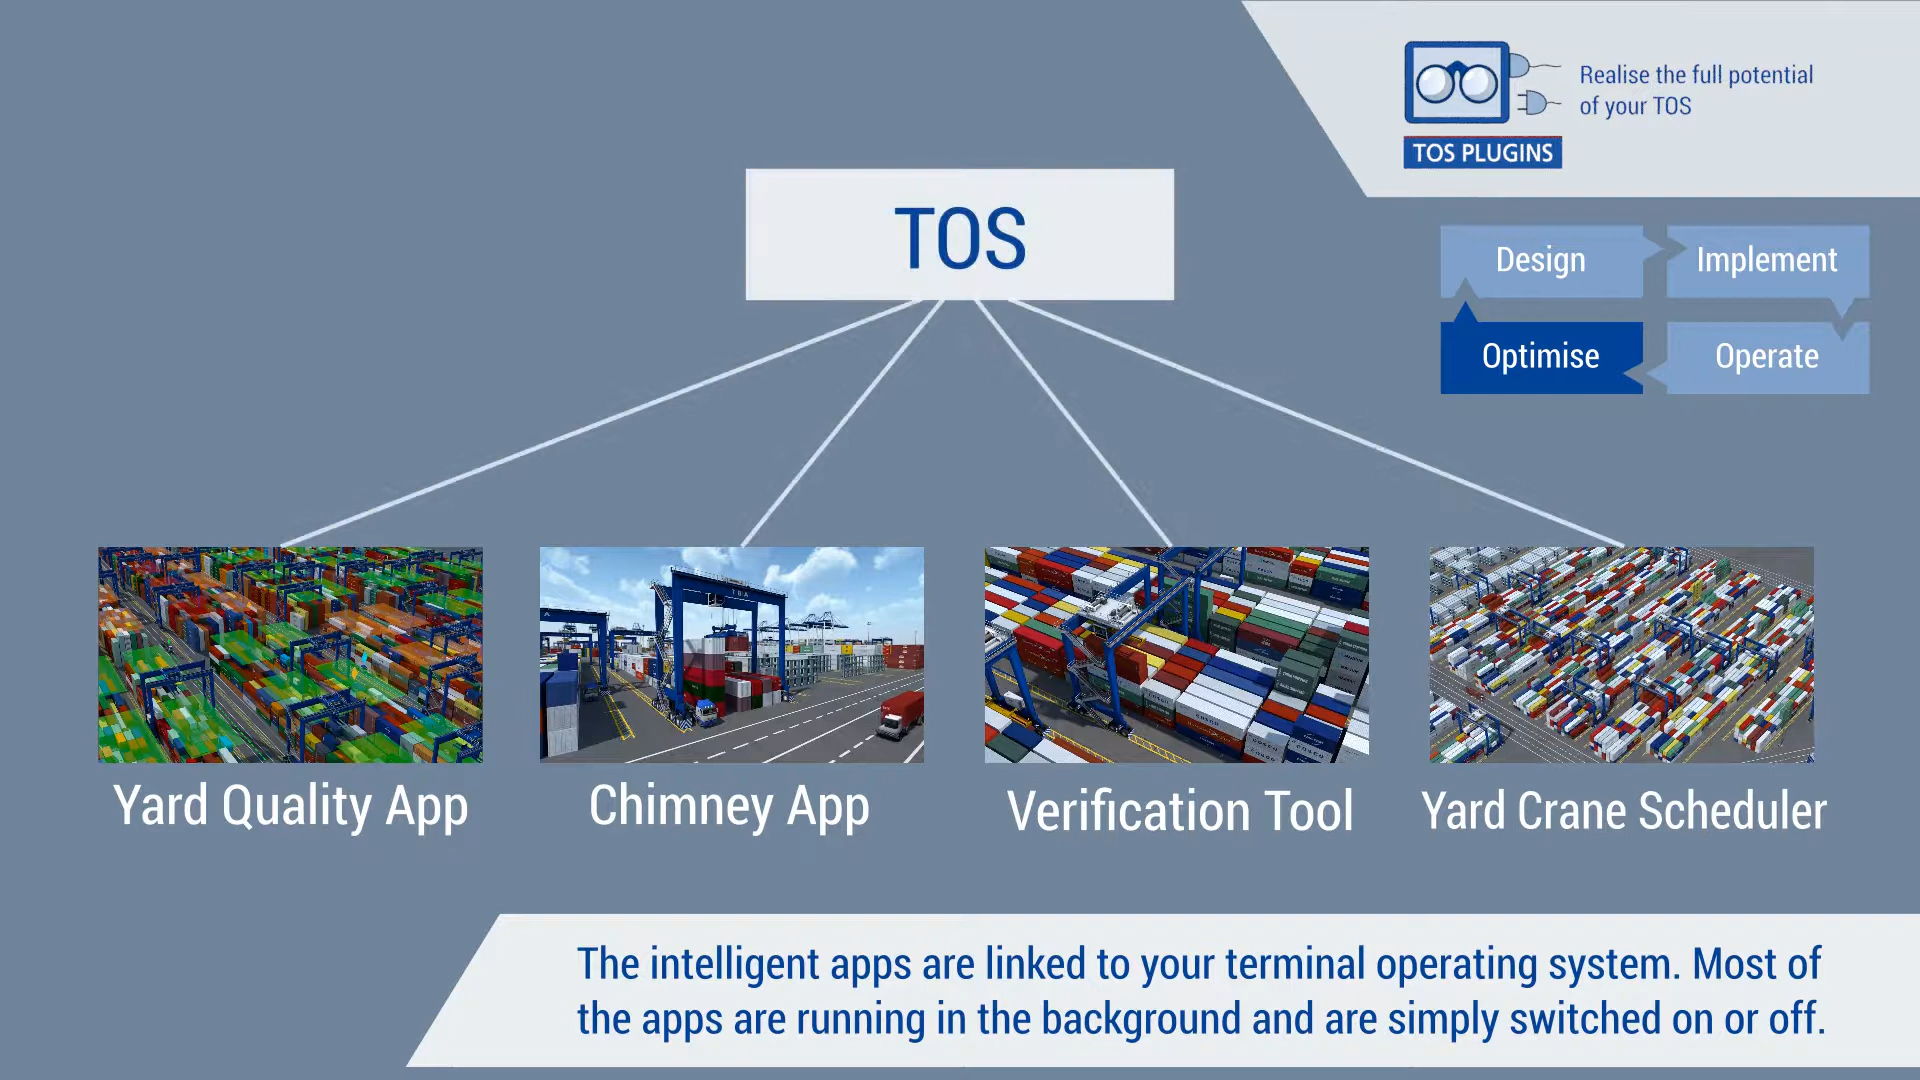 Realise the full potential
of your TOS
TOS PLUGINS
TOS
Design
Implement
Optimise
Operate
TBA
Yard Quality App
Chimney App
Verification Tool
Yard Crane Scheduler
The intelligent apps are linked to your terminal operating system. Most of
the apps are running in the background and are simply switched on or off.